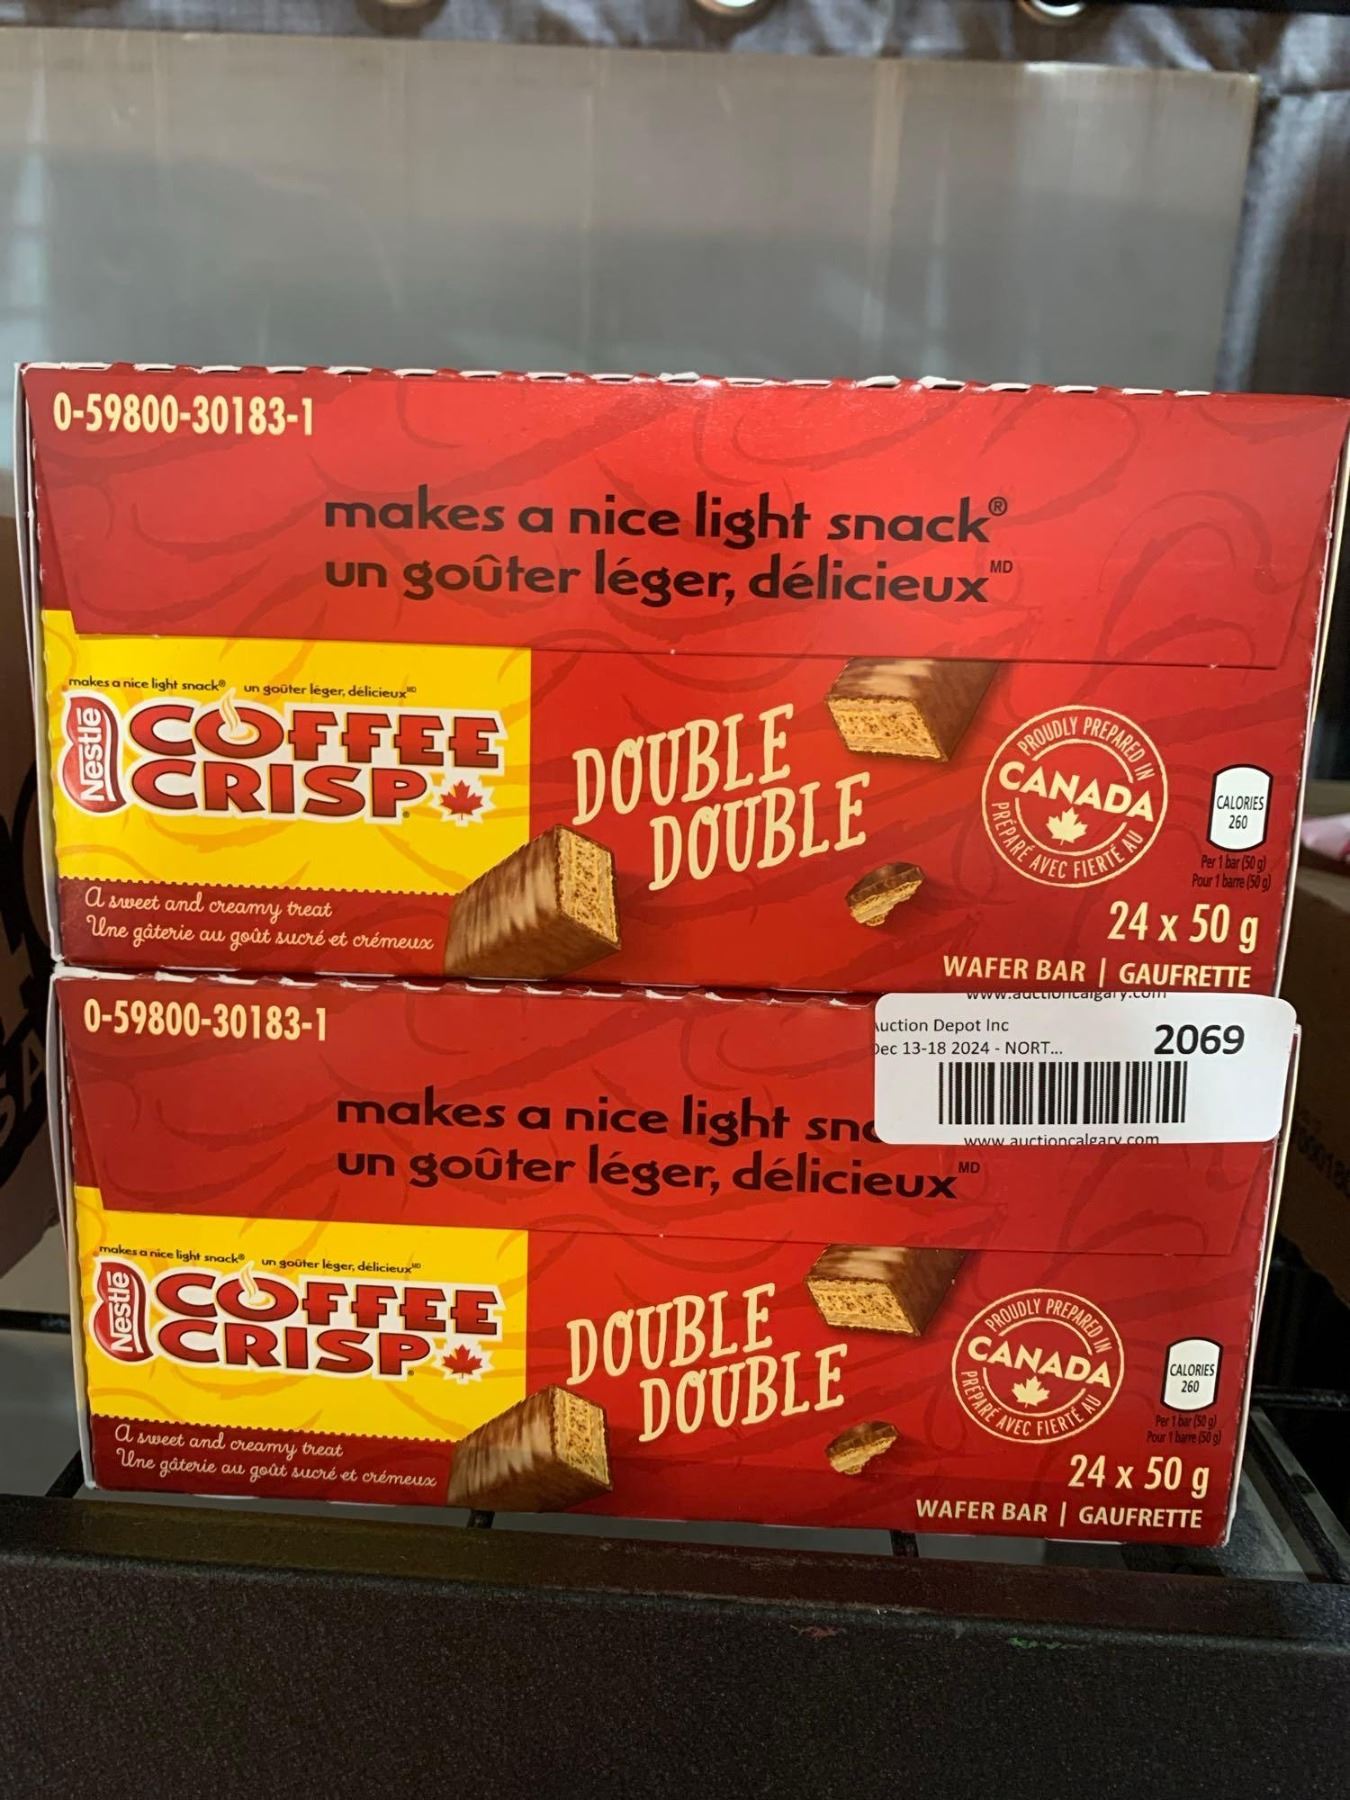 0-59800-30183-1
makes a nice light snack®
un goûter léger, délicieux MD
makes a nice light snack® un goûter léger, délicieux MD
Nestlé
COFFEE
CRISP
A sweet and creamy treat
Une gâterie au goût sucré et crémeux
DOUBLE
DOUBLE
PROUDLY PREPARED IN
CANADA
PRÉPARÉ AVEC FIERTÉ AU
CALORIES
260
Per 1 bar (50 g)
Pour 1 barre (50 g)
24 x 50 g
WAFER BAR | GAUFRETTE
0-59800-30183-1
www.auctioncalgary.com
Auction Depot Inc
Dec 13-18 2024 - NORT...
2069
www.auctioncalgary.com
makes a nice light sna
un goûter léger, délicieux MD
makes a nice light snack® un goûter léger, délicieux MD
Nestlé
COFFEE
CRISP
A sweet and creamy treat
Une gâterie au goût sucré et crémeux
DOUBLE
DOUBLE
PROUDLY PREPARED IN
CANADA
PRÉPARÉ AVEC FIERTÉ AU
CALORIES
260
Per 1 bar (50 g)
Pour 1 barre (50 g)
24 x 50 g
WAFER BAR | GAUFRETTE